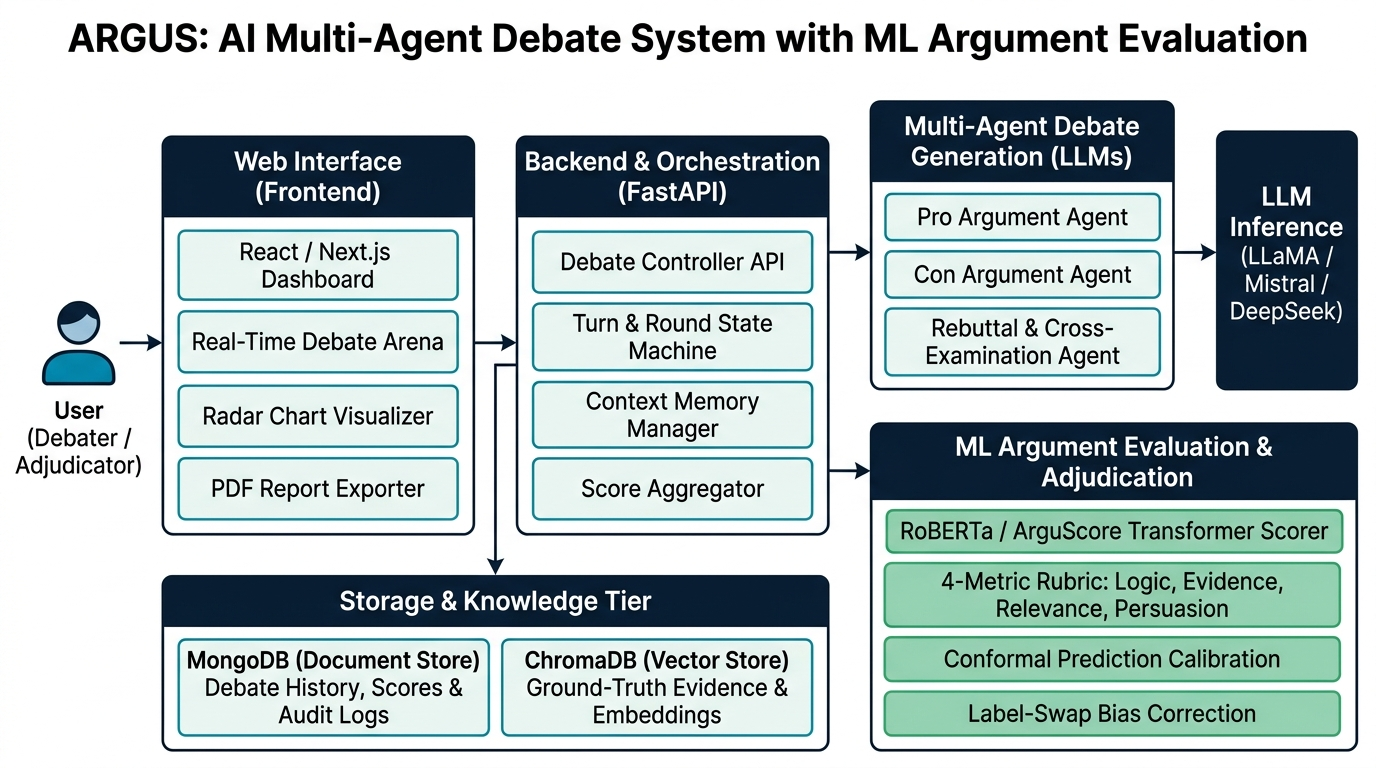 ARGUS: AI Multi-Agent Debate System with ML Argument Evaluation
User
(Debater /
Adjudicator)
Web Interface
(Frontend)
React / Next.js
Dashboard
Real-Time Debate Arena
Radar Chart Visualizer
PDF Report Exporter
Backend & Orchestration
(FastAPI)
Debate Controller API
Turn & Round State
Machine
Context Memory
Manager
Score Aggregator
Multi-Agent Debate
Generation (LLMs)
Pro Argument Agent
Con Argument Agent
Rebuttal & Cross-
Examination Agent
LLM
Inference
(LLaMA /
Mistral /
DeepSeek)
ML Argument Evaluation &
Adjudication
RoBERTa / ArguScore Transformer Scorer
4-Metric Rubric: Logic, Evidence,
Relevance, Persuasion
Conformal Prediction Calibration
Label-Swap Bias Correction
Storage & Knowledge Tier
MongoDB (Document Store)
Debate History, Scores &
Audit Logs
ChromaDB (Vector Store)
Ground-Truth Evidence &
Embeddings